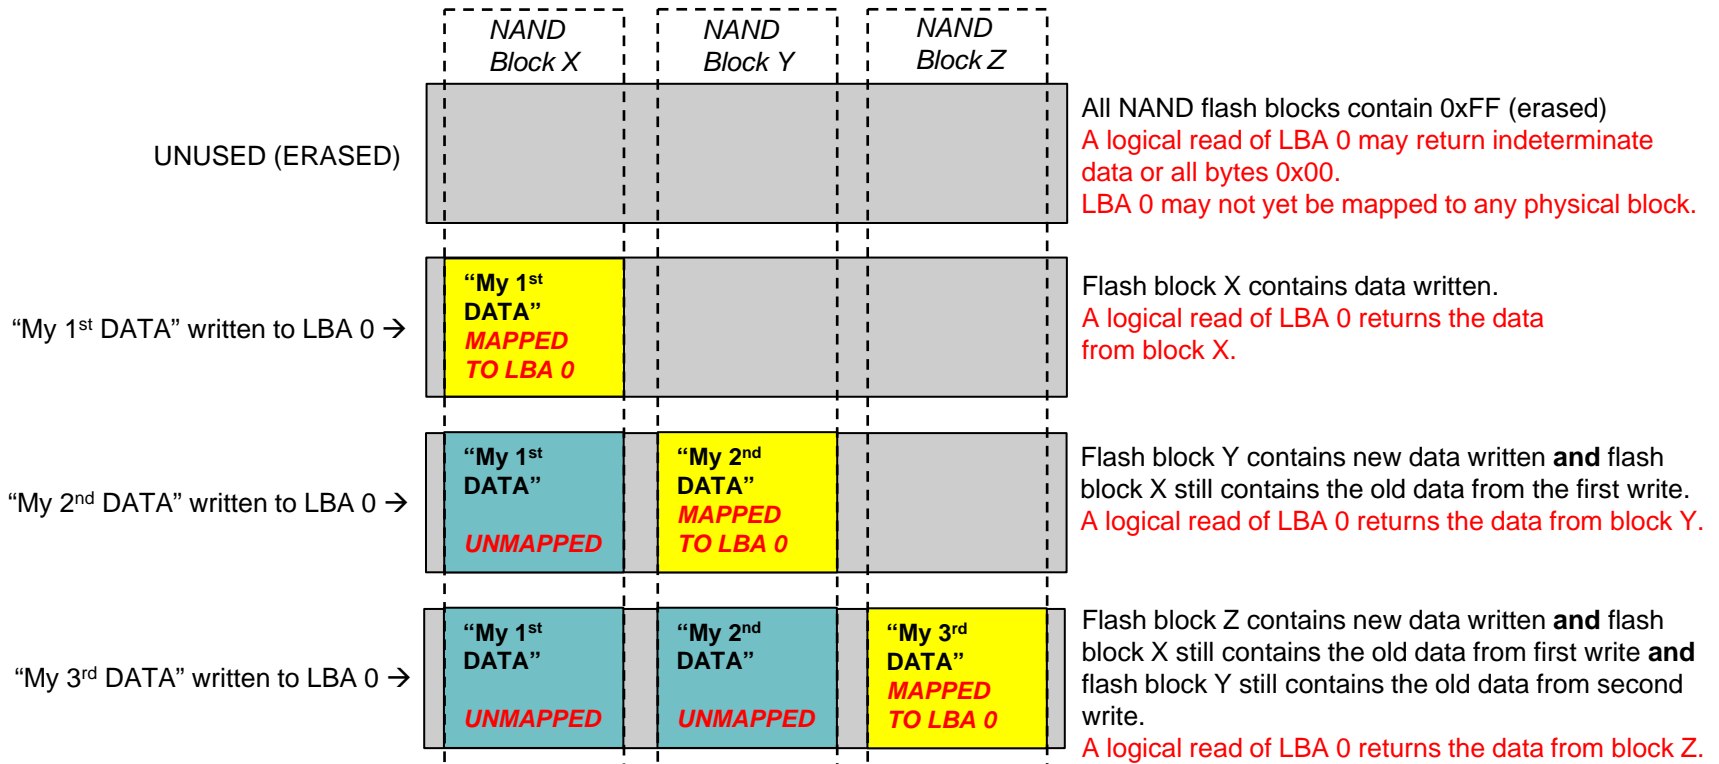 NAND
Block X
NAND
Block Y
NAND
Block Z
UNUSED (ERASED)
All NAND flash blocks contain 0xFF (erased)
A logical read of LBA 0 may return indeterminate
data or all bytes 0x00.
LBA 0 may not yet be mapped to any physical block.
“My 1st DATA” written to LBA 0 →
“My 1st
DATA”
MAPPED
TO LBA 0
Flash block X contains data written.
A logical read of LBA 0 returns the data
from block X.
“My 2nd DATA” written to LBA 0 →
“My 1st
DATA”
UNMAPPED
“My 2nd
DATA”
MAPPED
TO LBA 0
Flash block Y contains new data written and flash
block X still contains the old data from the first write.
A logical read of LBA 0 returns the data from block Y.
“My 3rd DATA” written to LBA 0 →
“My 1st
DATA”
UNMAPPED
“My 2nd
DATA”
UNMAPPED
“My 3rd
DATA”
MAPPED
TO LBA 0
Flash block Z contains new data written and flash
block X still contains the old data from first write and
flash block Y still contains the old data from second
write.
A logical read of LBA 0 returns the data from block Z.